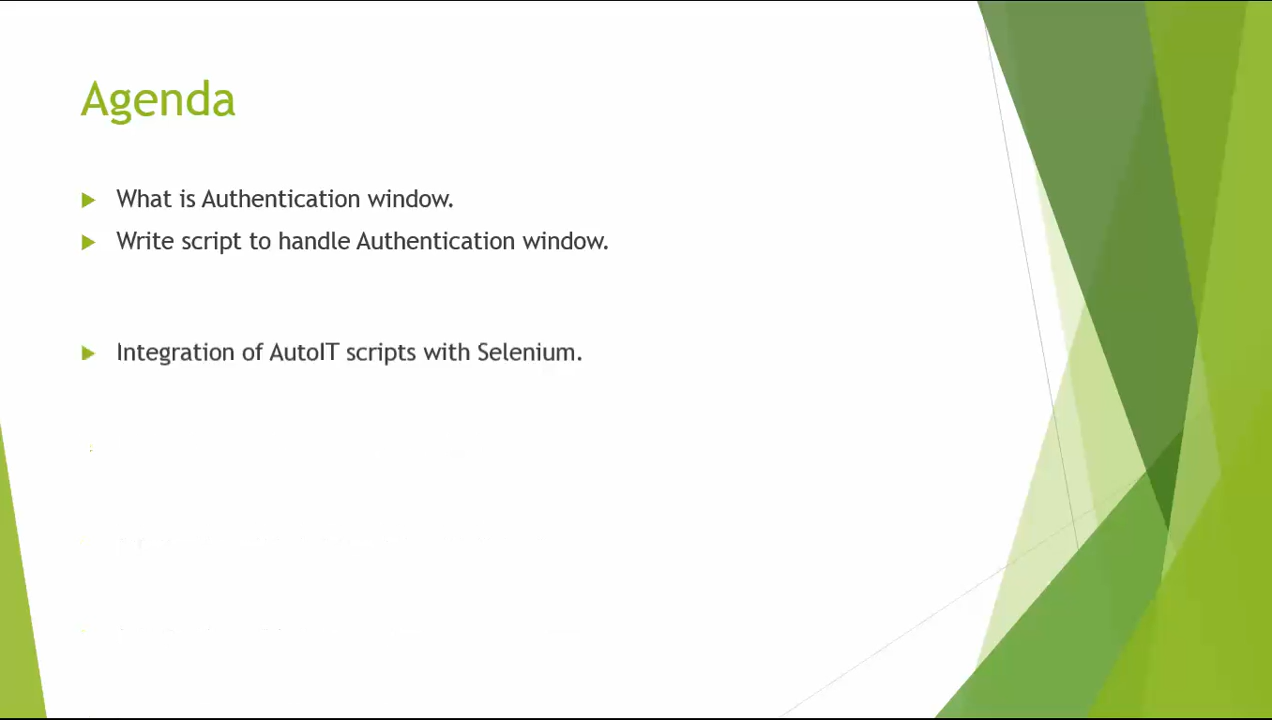 Agenda
What is Authentication window.
Write script to handle Authentication window.
Integration of AutoIT scripts with Selenium.